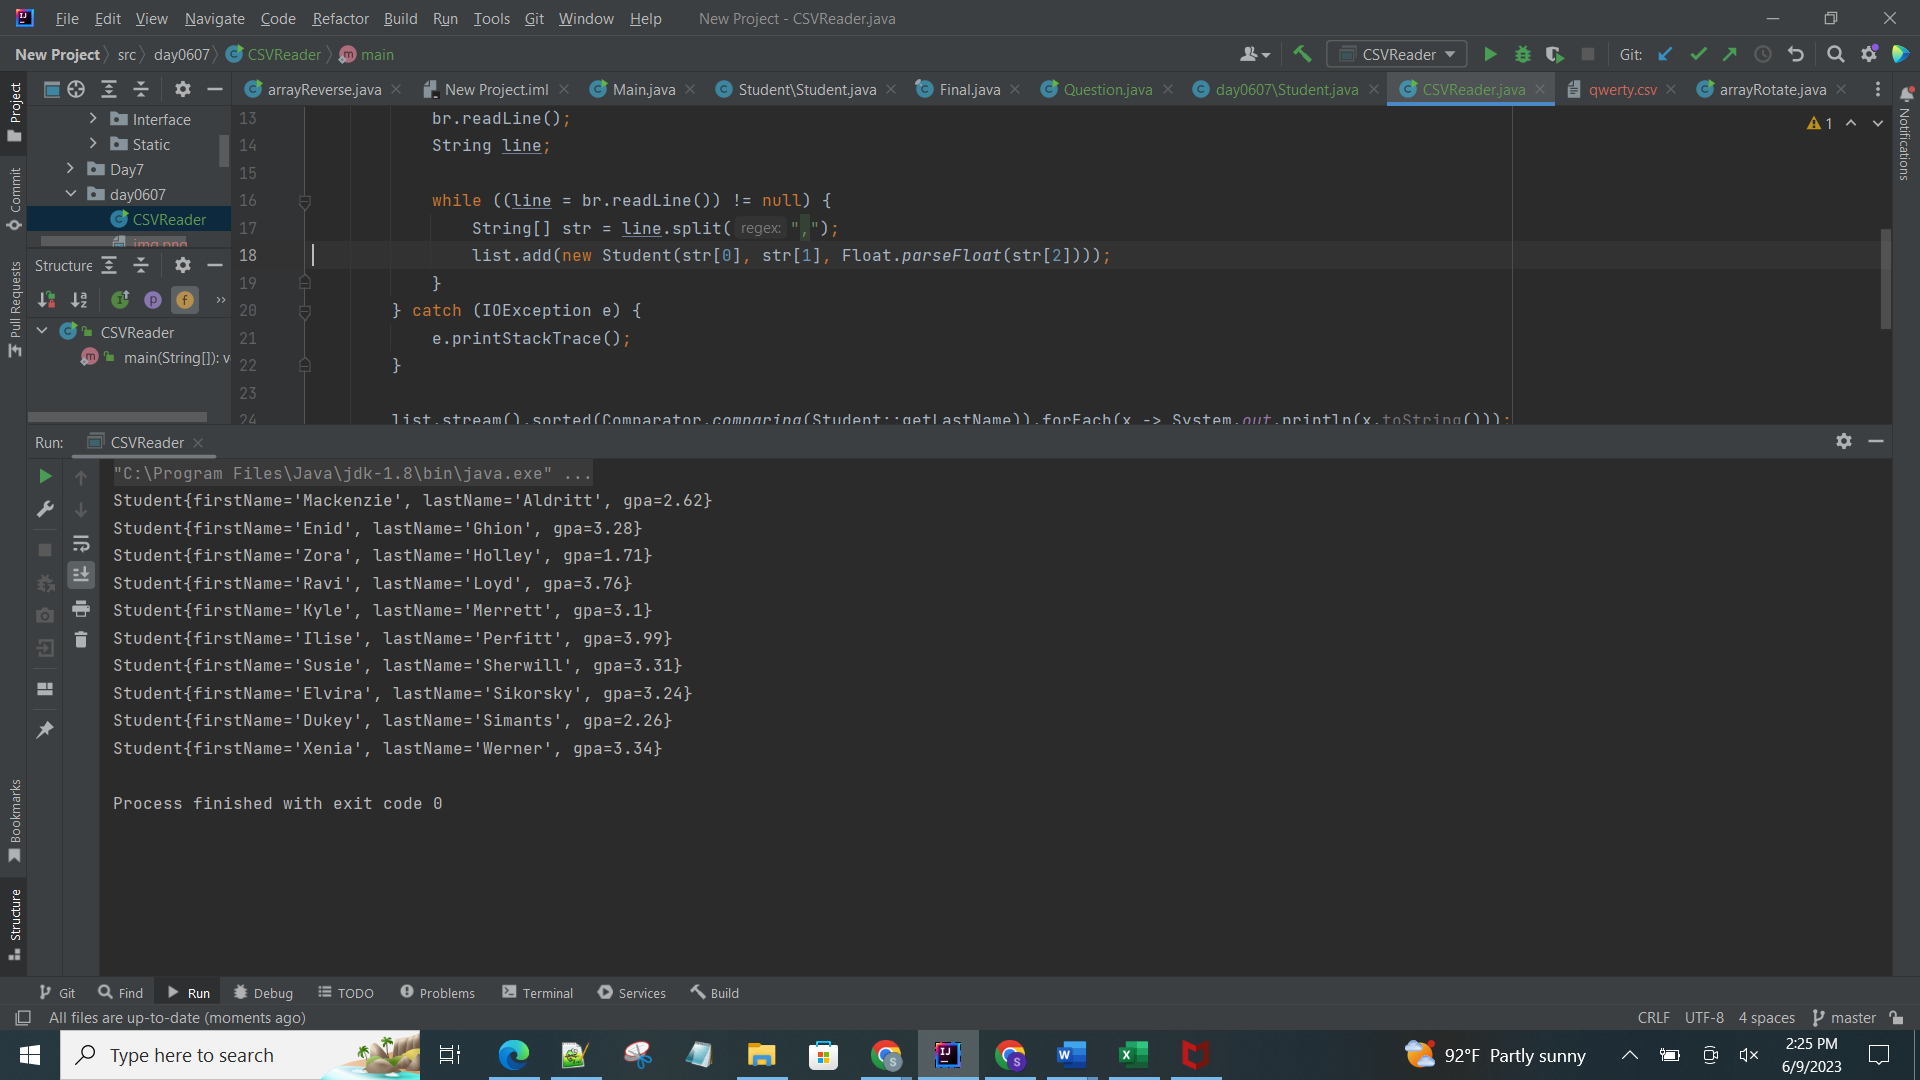 File Edit View Navigate Code Refactor Build Run Tools Git Window Help New Project - CSVReader.java
New Project src day0607 CSVReader main CSVReader Git:
arrayReverse.java New Project.iml Main.java Student\Student.java Final.java Question.java day0607\Student.java CSVReader.java qwerty.csv arrayRotate.java
Project
Commit
Pull Requests
Bookmarks
Structure
Notifications
Interface
Static
Day7
day0607
CSVReader
img.png
Structure
CSVReader
main(String[]): v
1
13 br.readLine();
14 String line;
15
16 while ((line = br.readLine()) != null) {
17 String[] str = line.split( regex: ",");
18 list.add(new Student(str[0], str[1], Float.parseFloat(str[2])));
19 }
20 } catch (IOException e) {
21 e.printStackTrace();
22 }
23
24 list.stream().sorted(Comparator.comparing(Student::getLastName)).forEach(x -> System.out.println(x.toString()));
Run: CSVReader
"C:\Program Files\Java\jdk-1.8\bin\java.exe" ...
Student{firstName='Mackenzie', lastName='Aldritt', gpa=2.62}
Student{firstName='Enid', lastName='Ghion', gpa=3.28}
Student{firstName='Zora', lastName='Holley', gpa=1.71}
Student{firstName='Ravi', lastName='Loyd', gpa=3.76}
Student{firstName='Kyle', lastName='Merrett', gpa=3.1}
Student{firstName='Ilise', lastName='Perfitt', gpa=3.99}
Student{firstName='Susie', lastName='Sherwill', gpa=3.31}
Student{firstName='Elvira', lastName='Sikorsky', gpa=3.24}
Student{firstName='Dukey', lastName='Simants', gpa=2.26}
Student{firstName='Xenia', lastName='Werner', gpa=3.34}
Process finished with exit code 0
Git Find Run Debug TODO Problems Terminal Services Build
All files are up-to-date (moments ago) CRLF UTF-8 4 spaces master
Type here to search 92°F Partly sunny 2:25 PM
6/9/2023